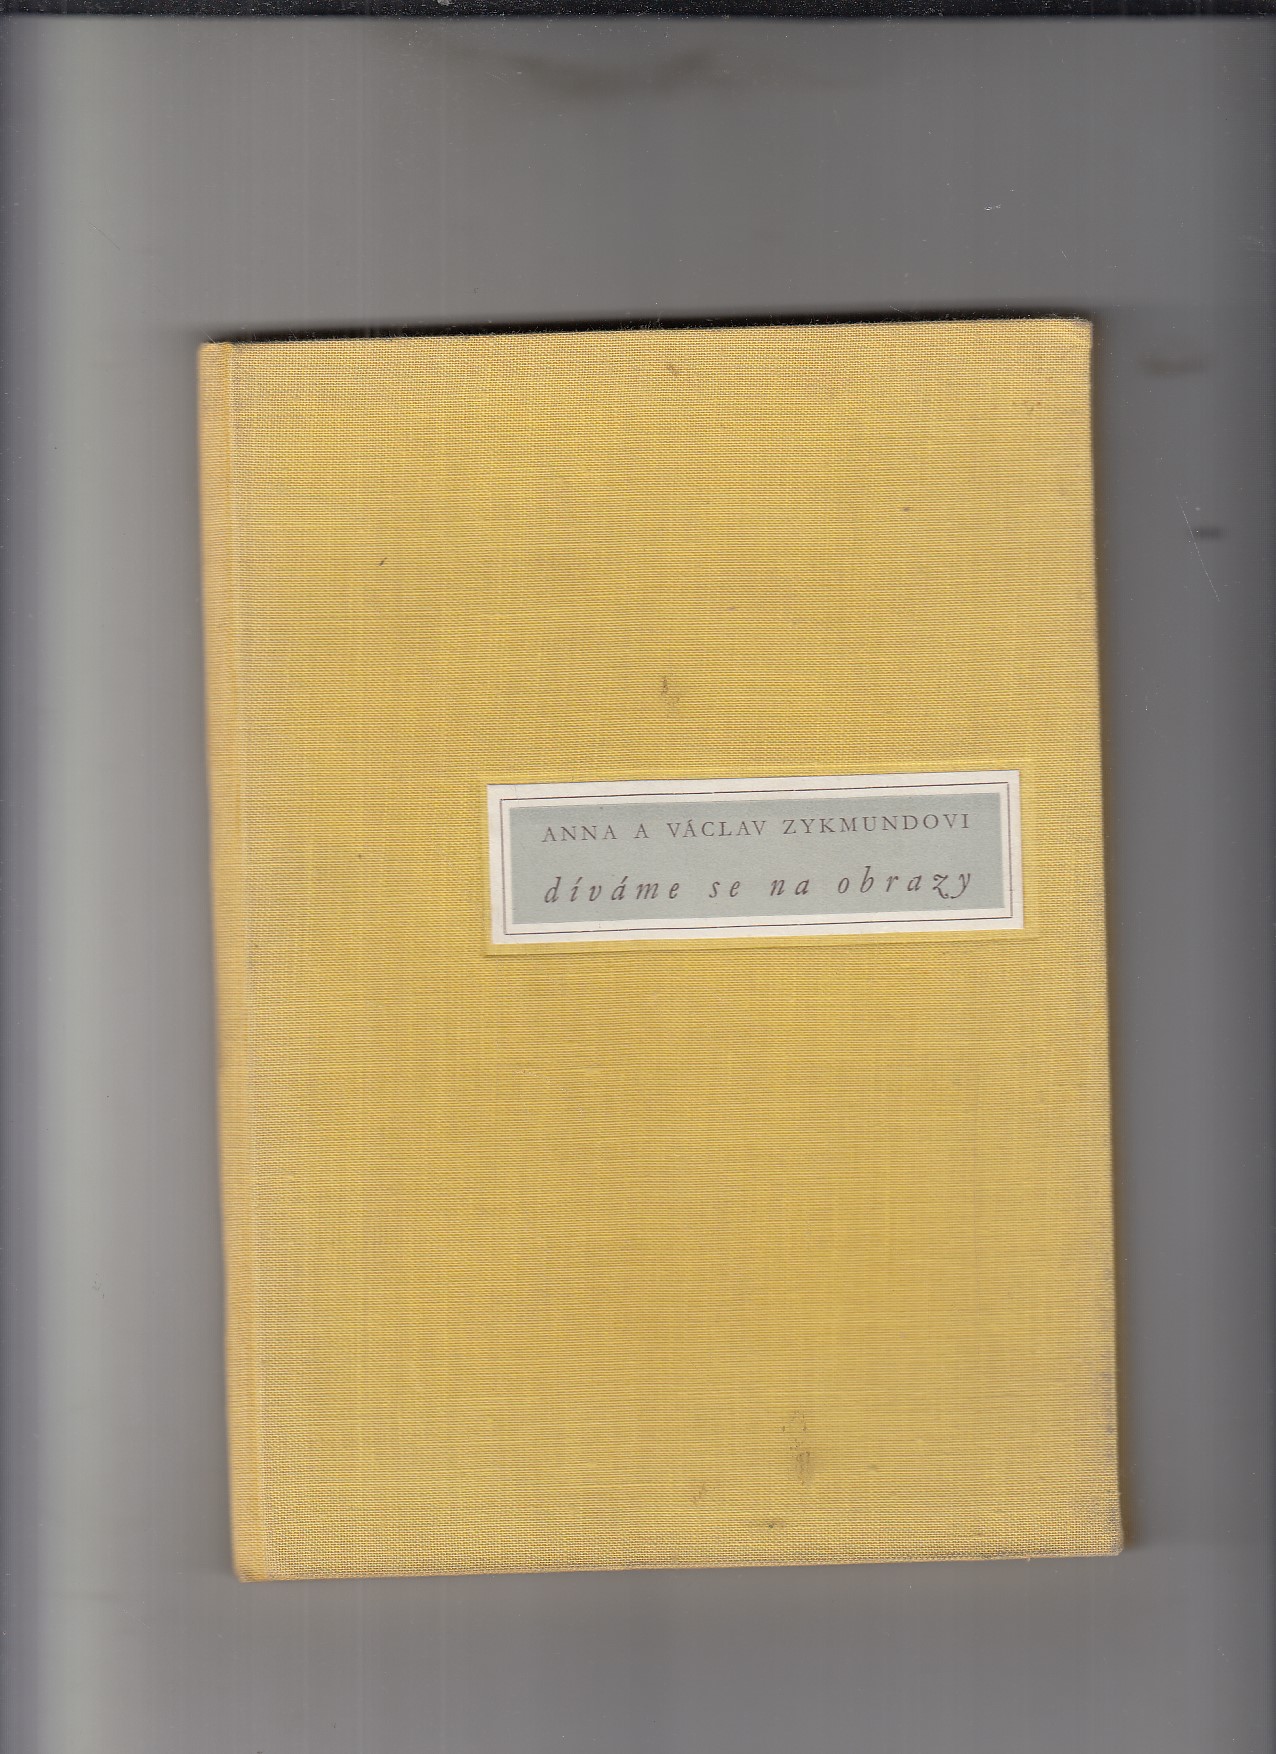 ANNA A VÁCLAV ZYKMUNDOVI
díváme se na obrazy